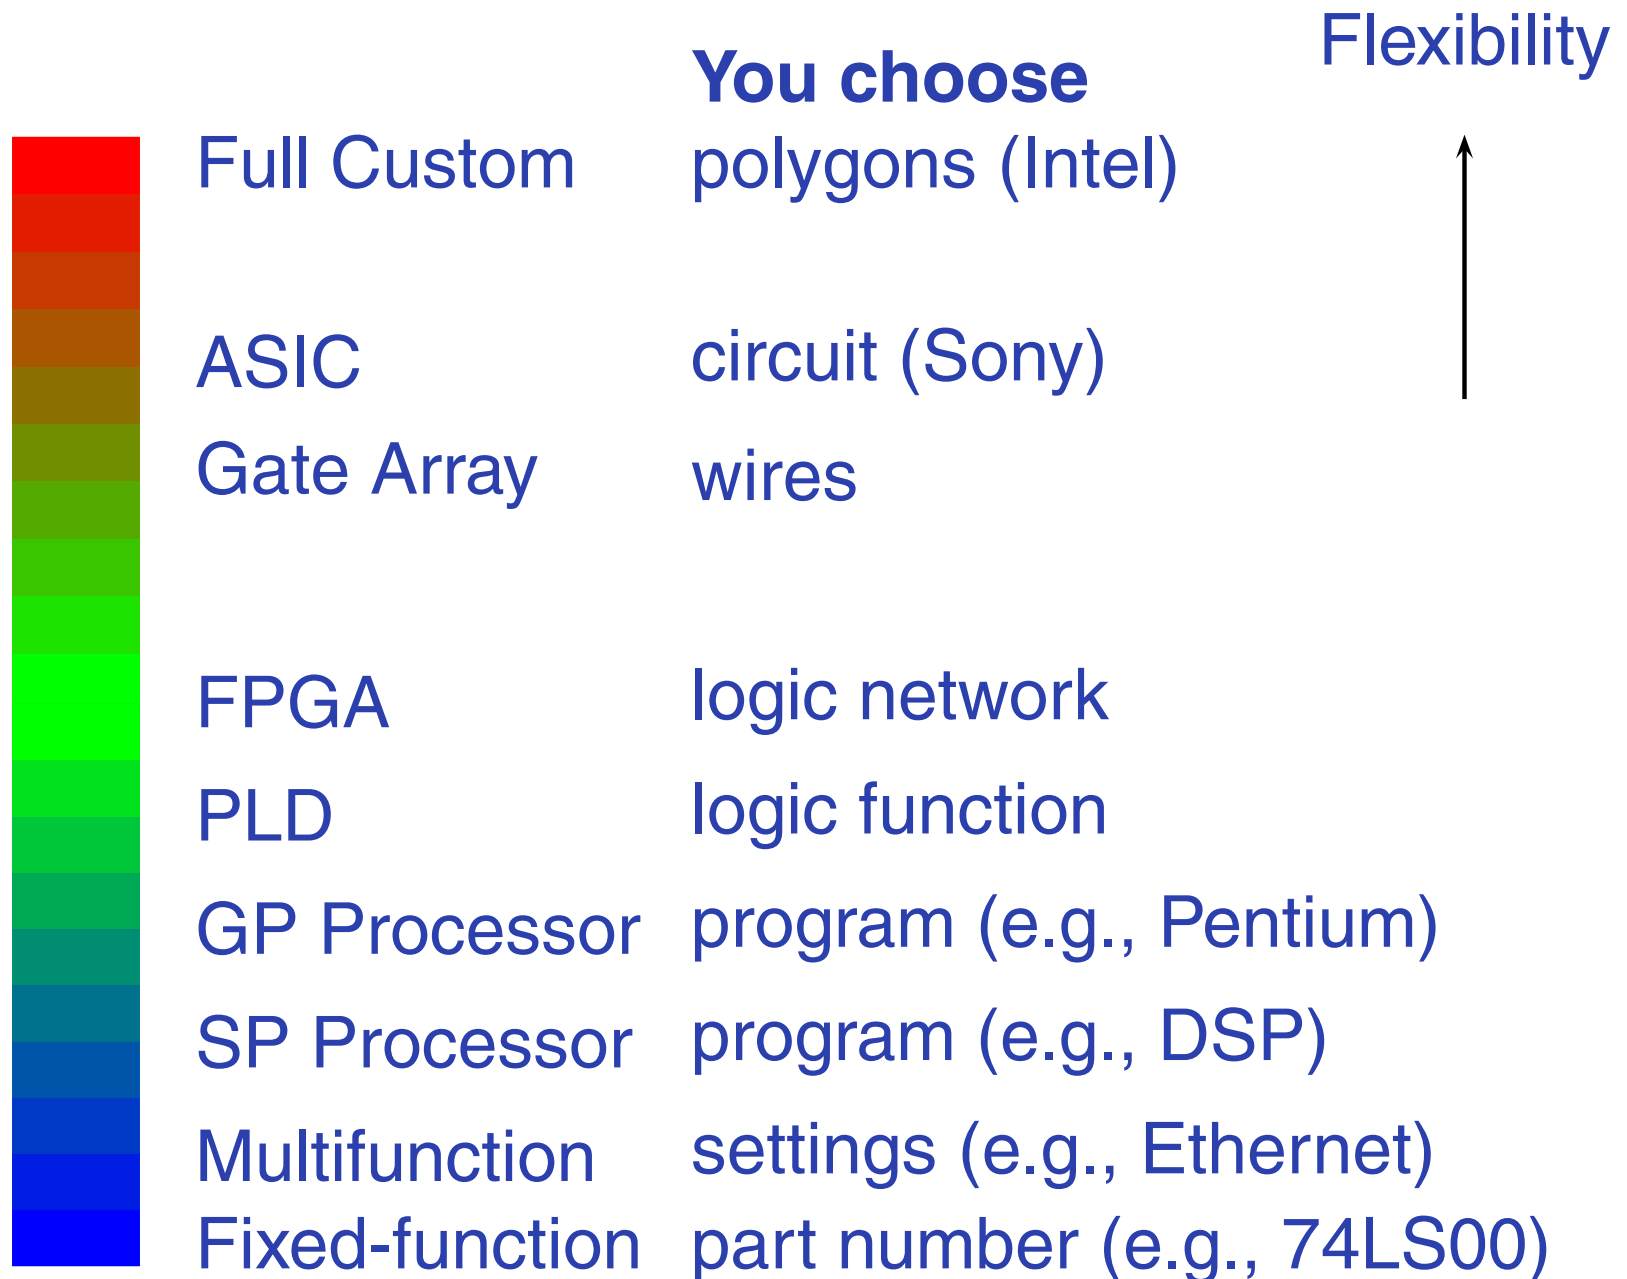 Flexibility
You choose
Full Custom polygons (Intel)
ASIC circuit (Sony)
Gate Array wires
FPGA logic network
PLD logic function
GP Processor program (e.g., Pentium)
SP Processor program (e.g., DSP)
Multifunction settings (e.g., Ethernet)
Fixed-function part number (e.g., 74LS00)